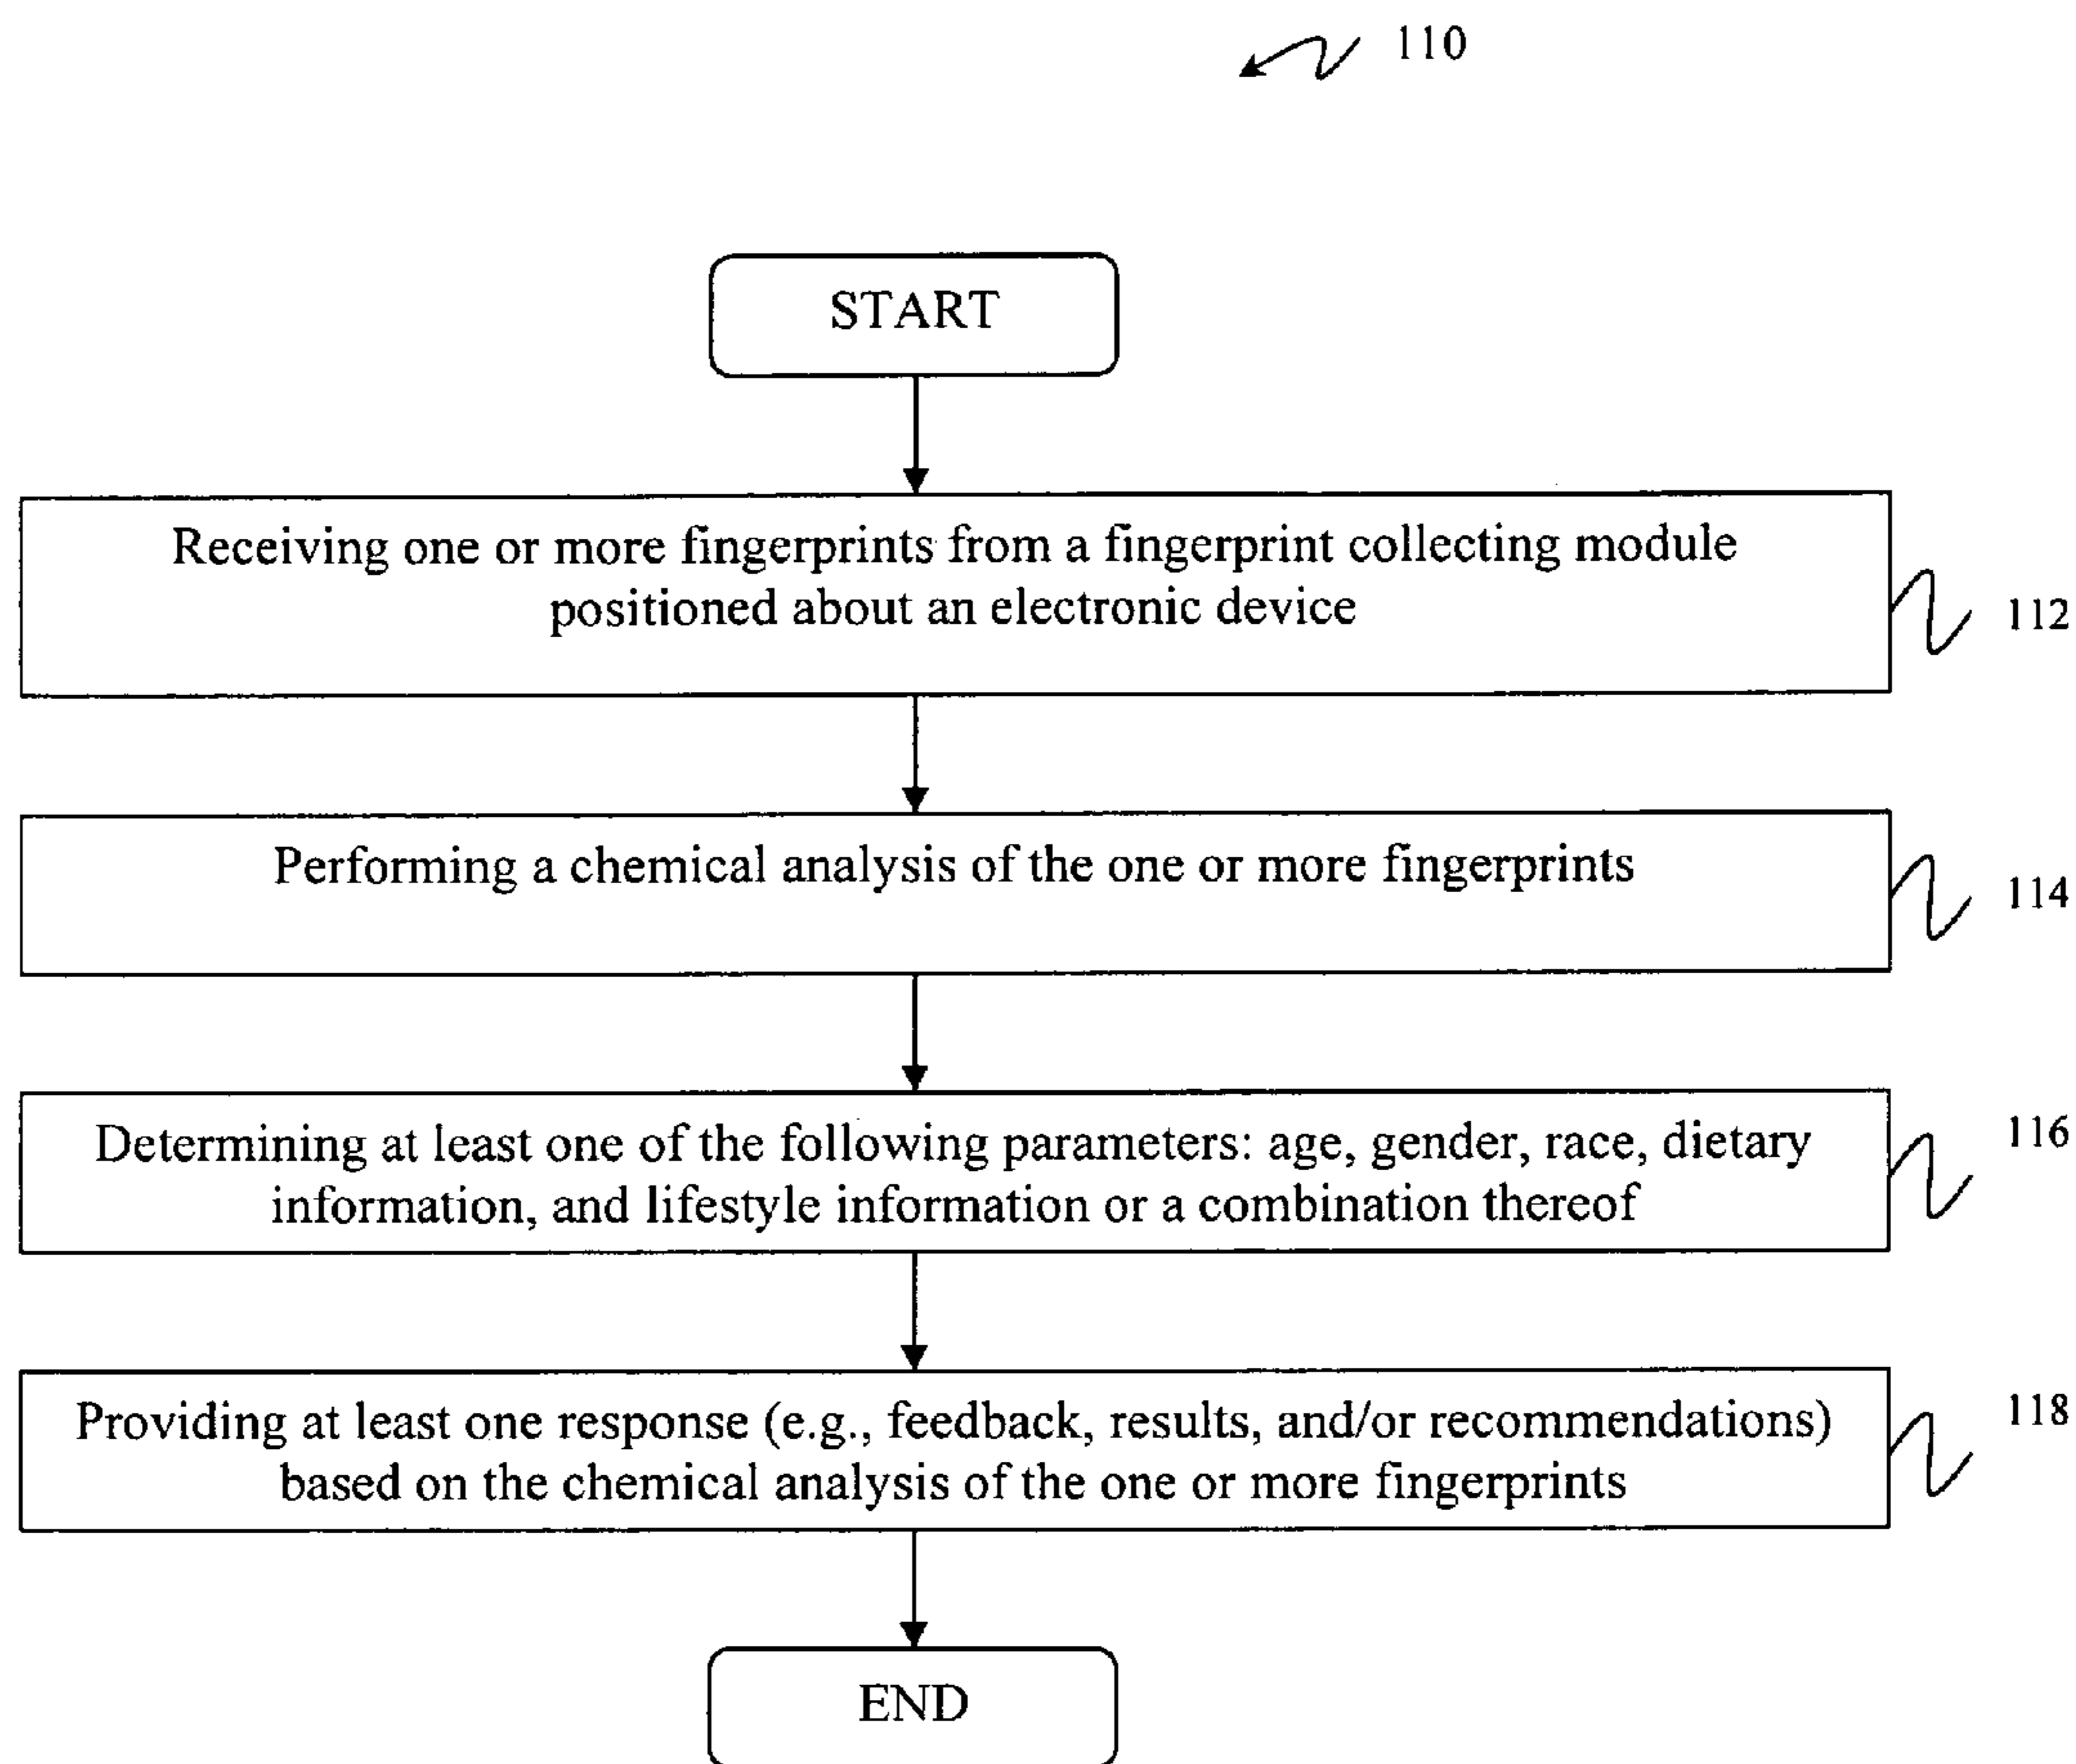 110
START
Receiving one or more fingerprints from a fingerprint collecting module
positioned about an electronic device
112
Performing a chemical analysis of the one or more fingerprints
114
Determining at least one of the following parameters: age, gender, race, dietary
information, and lifestyle information or a combination thereof
116
Providing at least one response (e.g., feedback, results, and/or recommendations)
based on the chemical analysis of the one or more fingerprints
118
END